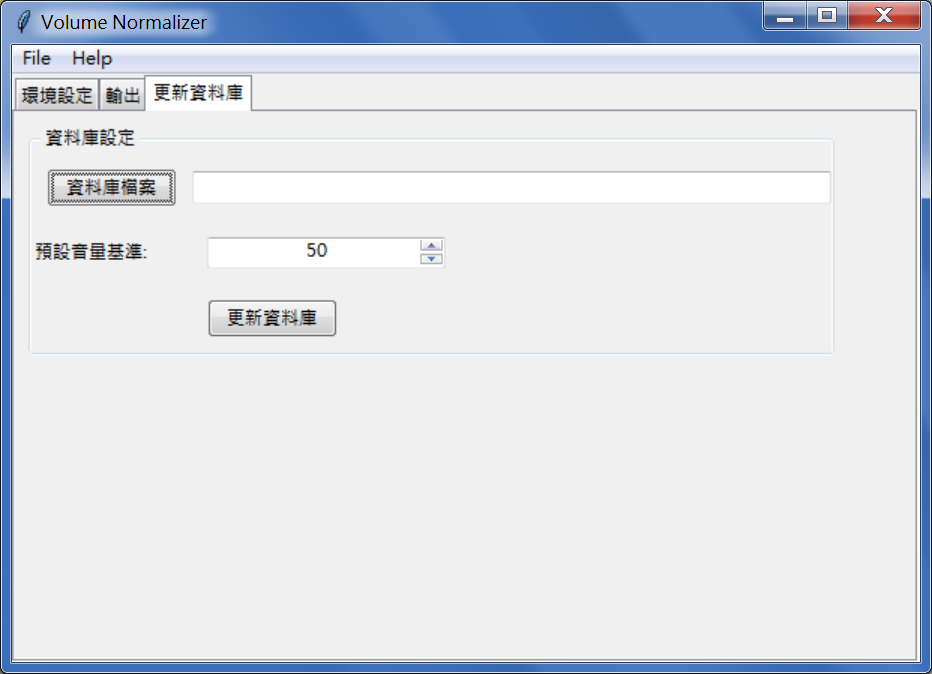 Volume Normalizer
File Help
環境設定 輸出 更新資料庫
資料庫設定
資料庫檔案
預設音量基準: 50
更新資料庫